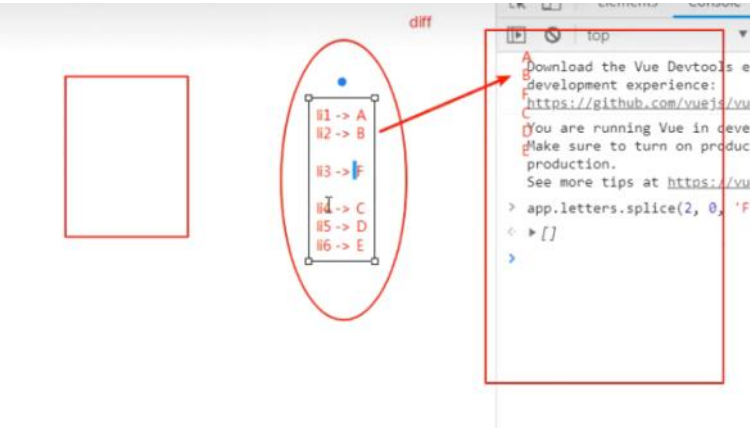 diff
Elements Console
top
li1 -> A
li2 -> B
li3 -> F
li4 -> C
li5 -> D
li6 -> E
A
B
F
C
D
E
Download the Vue Devtools
development experience:
https://github.com/vuejs/vu
You are running Vue in deve
Make sure to turn on produc
production.
See more tips at https://vu
> app.letters.splice(2, 0, 'F
[]